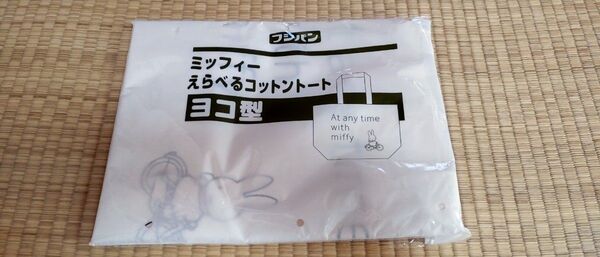 フジパン
ミッフィー
えらべるコットントート
ヨコ型
At any time
with
miffy